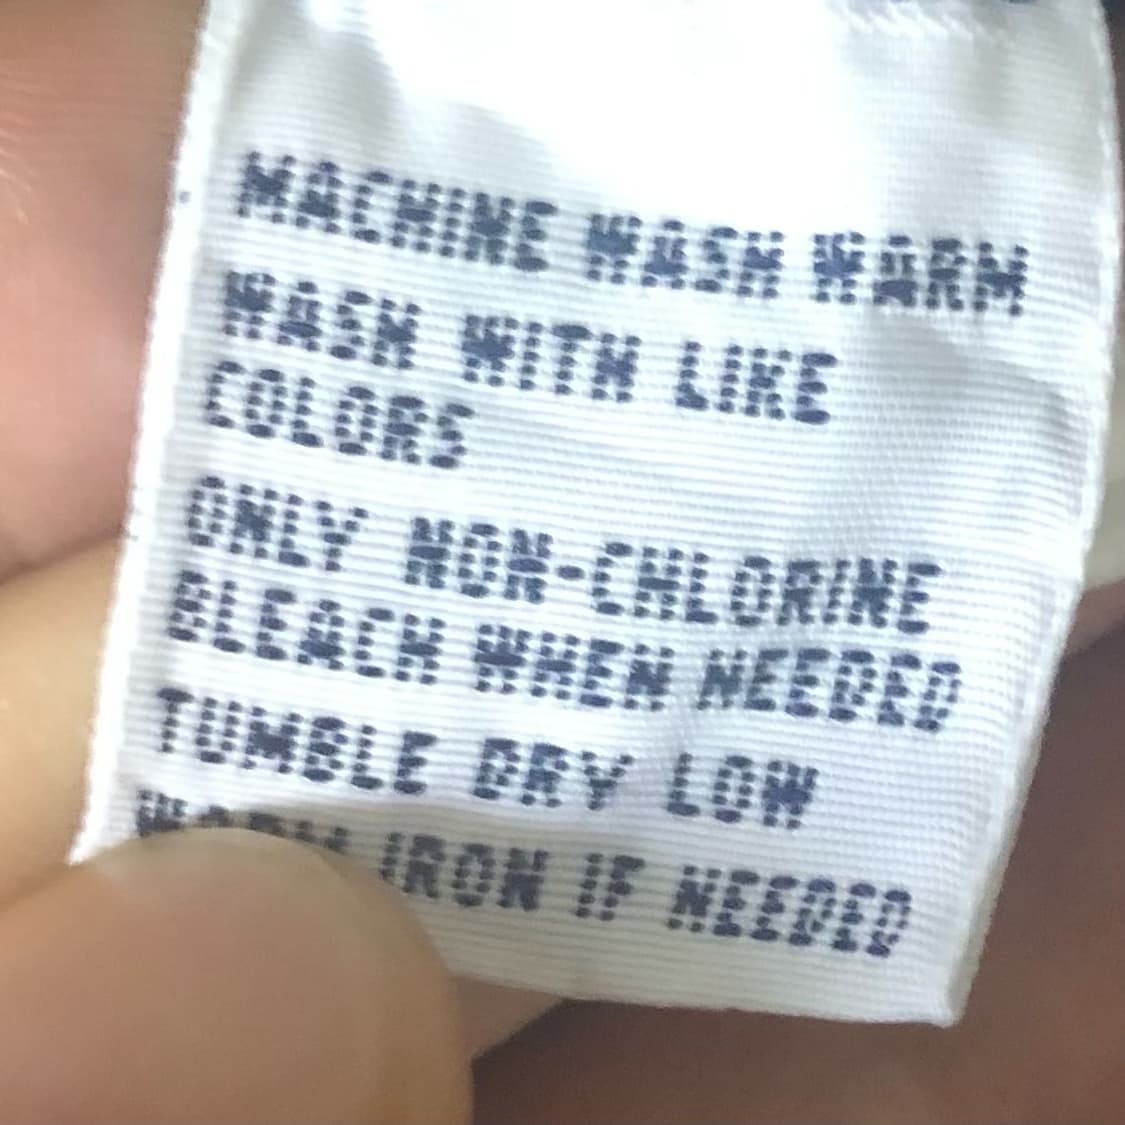 MACHINE WASH WARM
WASH WITH LIKE
COLORS
ONLY NON-CHLORINE
BLEACH WHEN NEEDED
TUMBLE DRY LOW
WARM IRON IF NEEDED